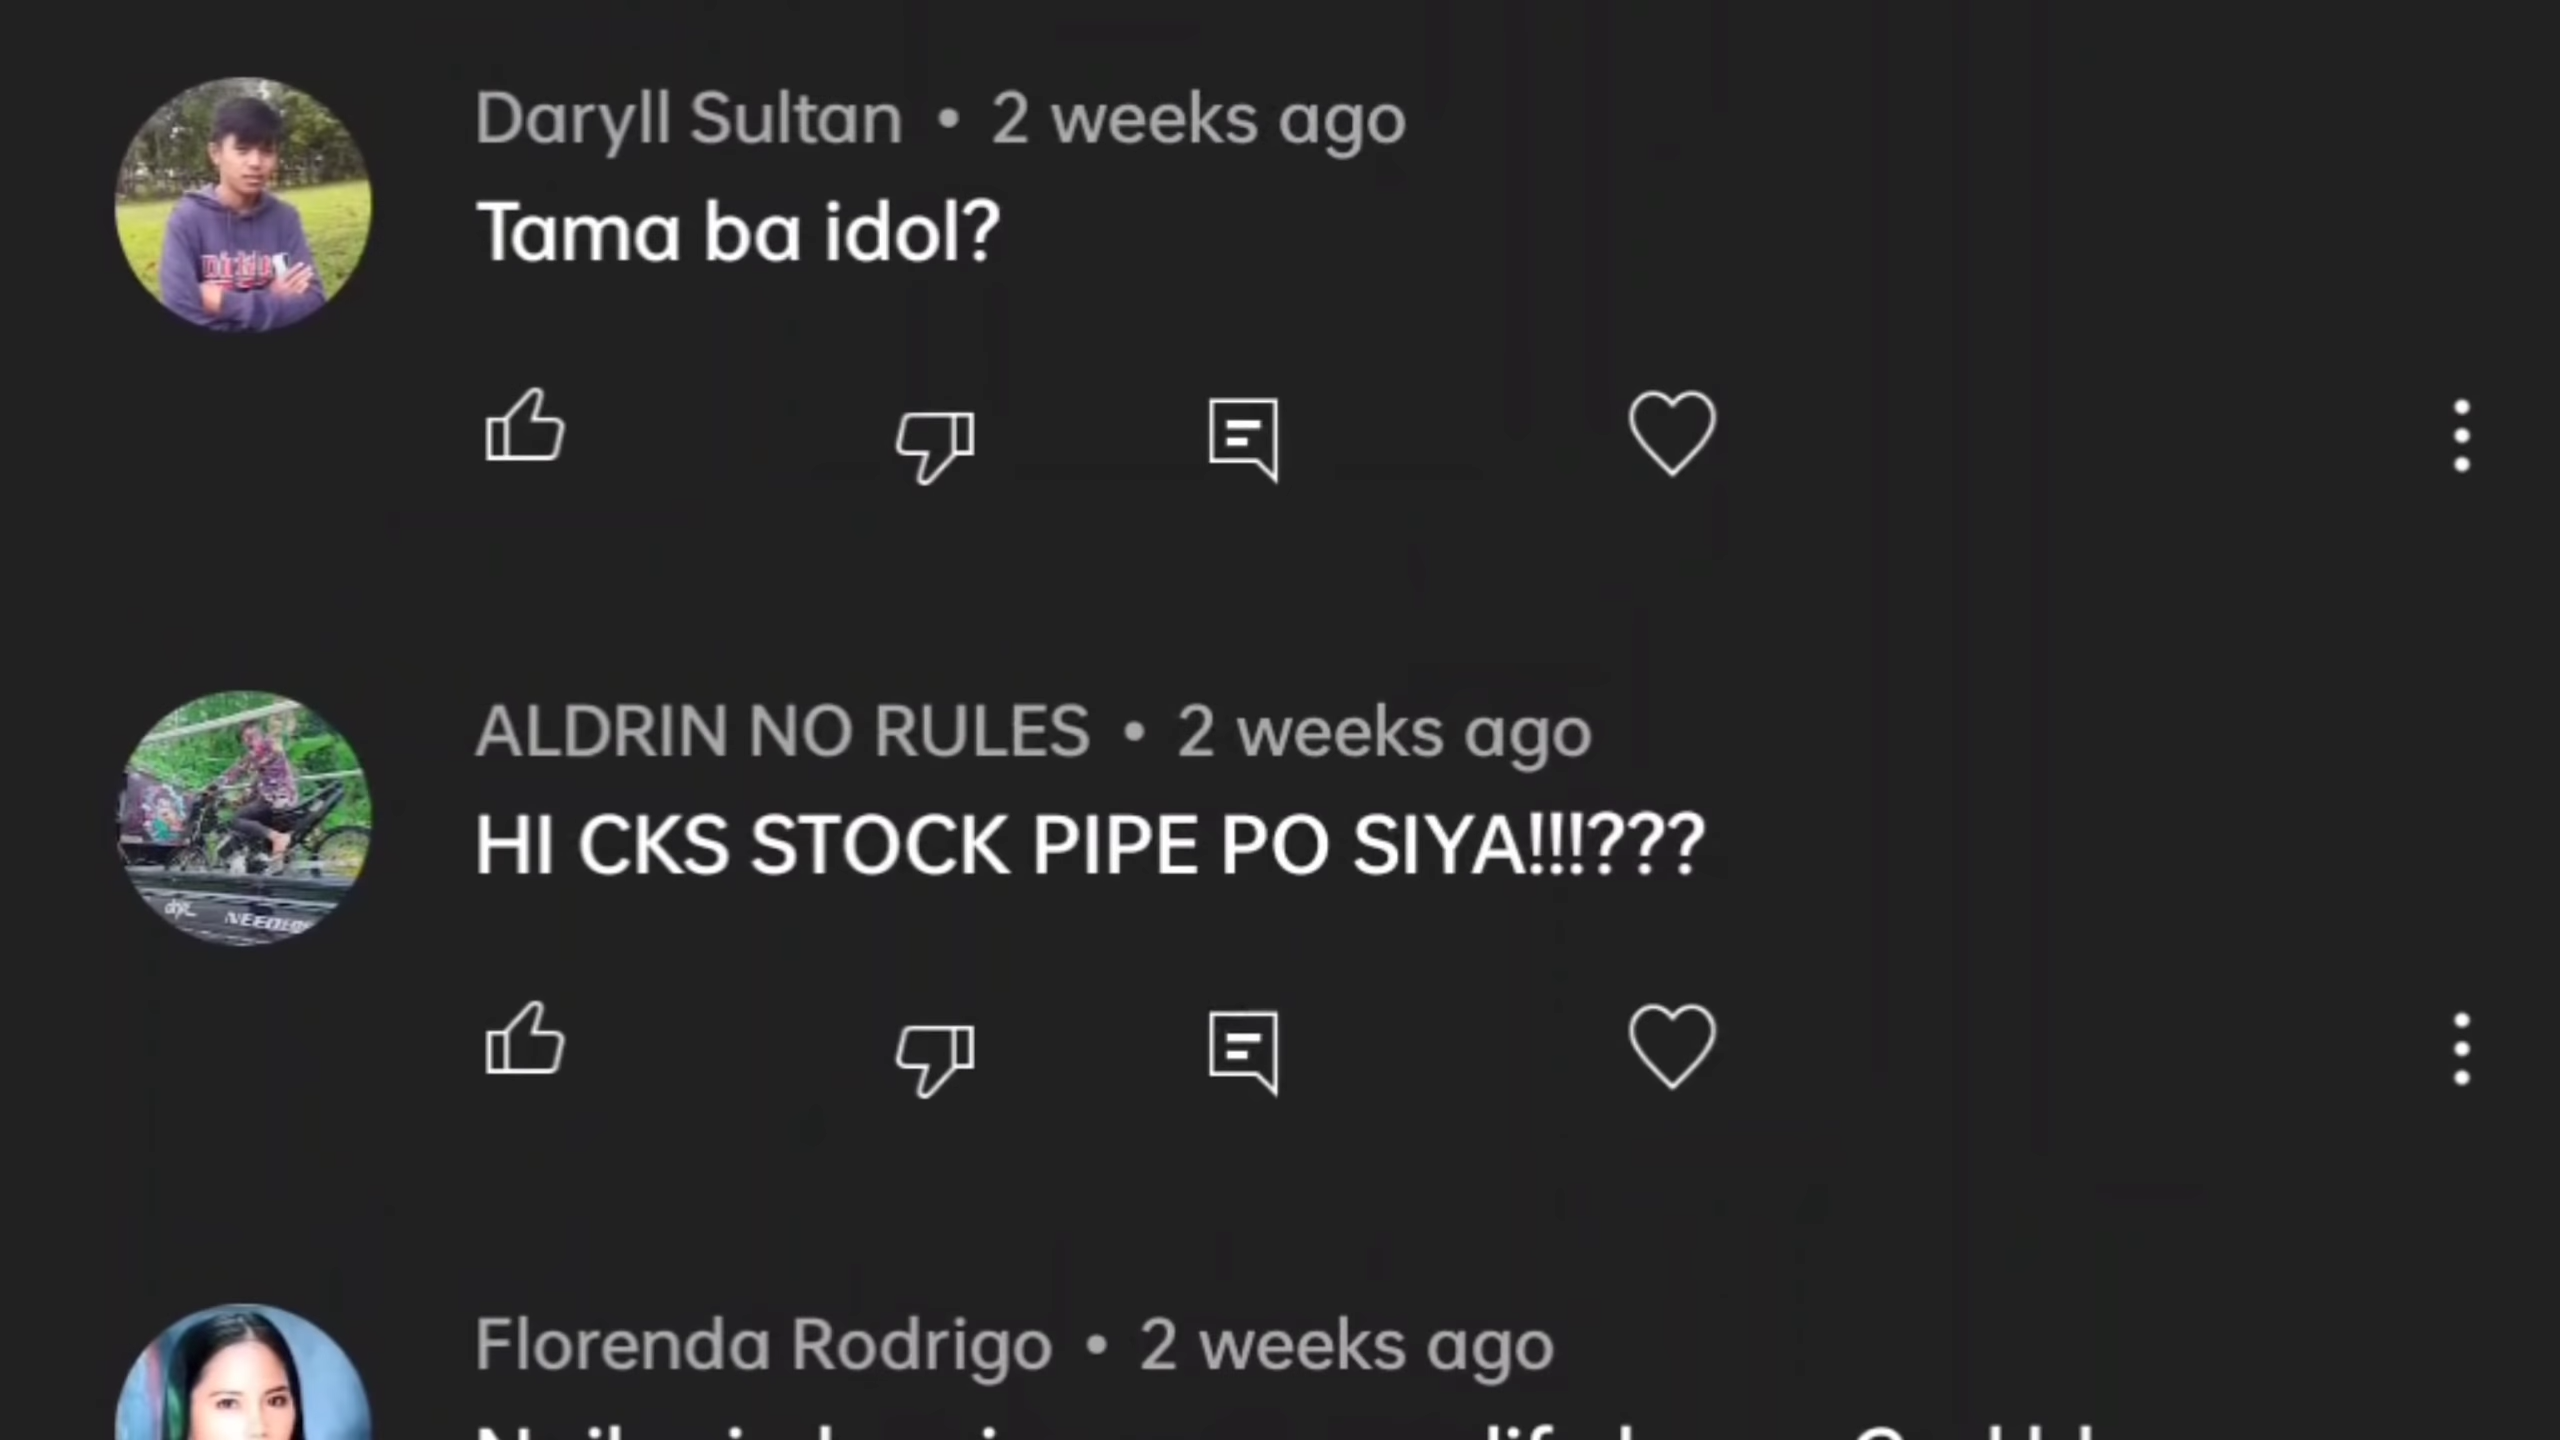 Daryll Sultan • 2 weeks ago
Tama ba idol?
ALDRIN NO RULES • 2 weeks ago
HI CKS STOCK PIPE PO SIYA!!!???
Florenda Rodrigo • 2 weeks ago